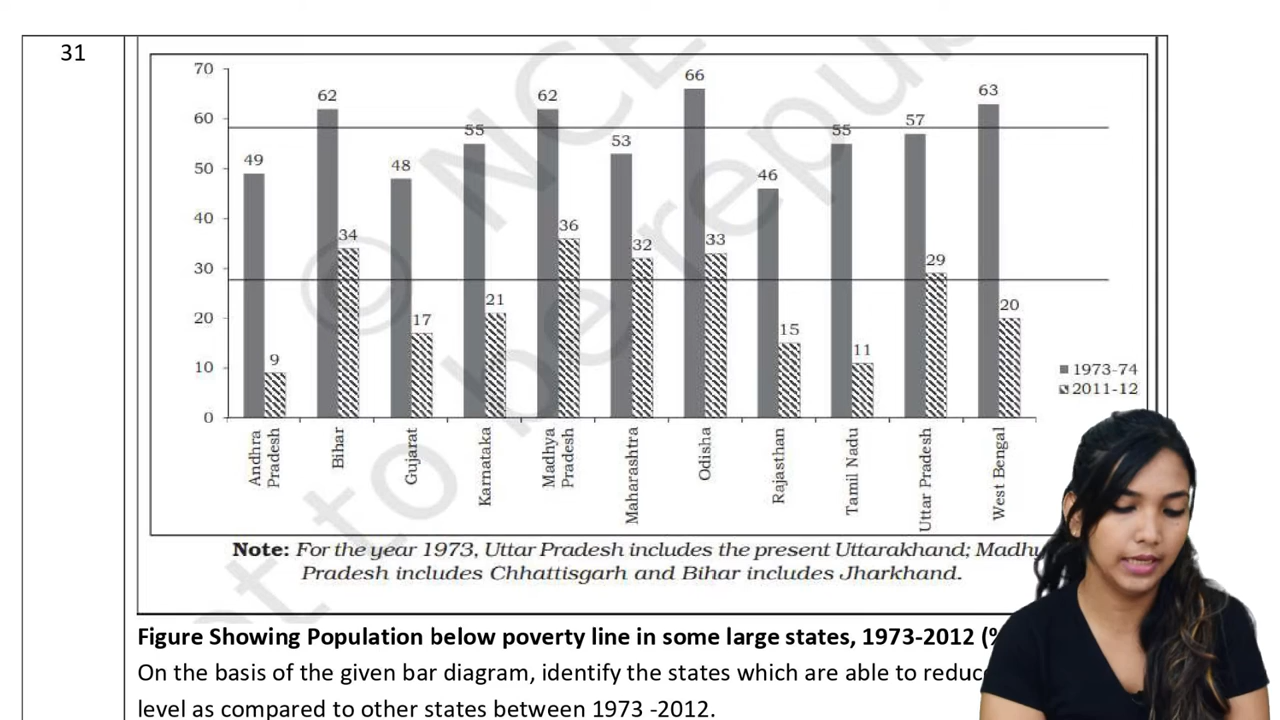 31
70
60
50
40
30
20
10
0
49
9
62
34
48
17
55
21
62
36
53
32
66
33
46
15
55
11
57
29
63
20
1973-74
2011-12
Andhra
Pradesh
Bihar
Gujarat
Karnataka
Madhya
Pradesh
Maharashtra
Odisha
Rajasthan
Tamil Nadu
Uttar Pradesh
West Bengal
Note: For the year 1973, Uttar Pradesh includes the present Uttarakhand;
Pradesh includes Chhattisgarh and Bihar includes Jharkhand.
Figure Showing Population below poverty line in some large states, 1973-2012
On the basis of the given bar diagram, identify the states which are able to
level as compared to other states between 1973 -2012.
© NCE
not to be republ